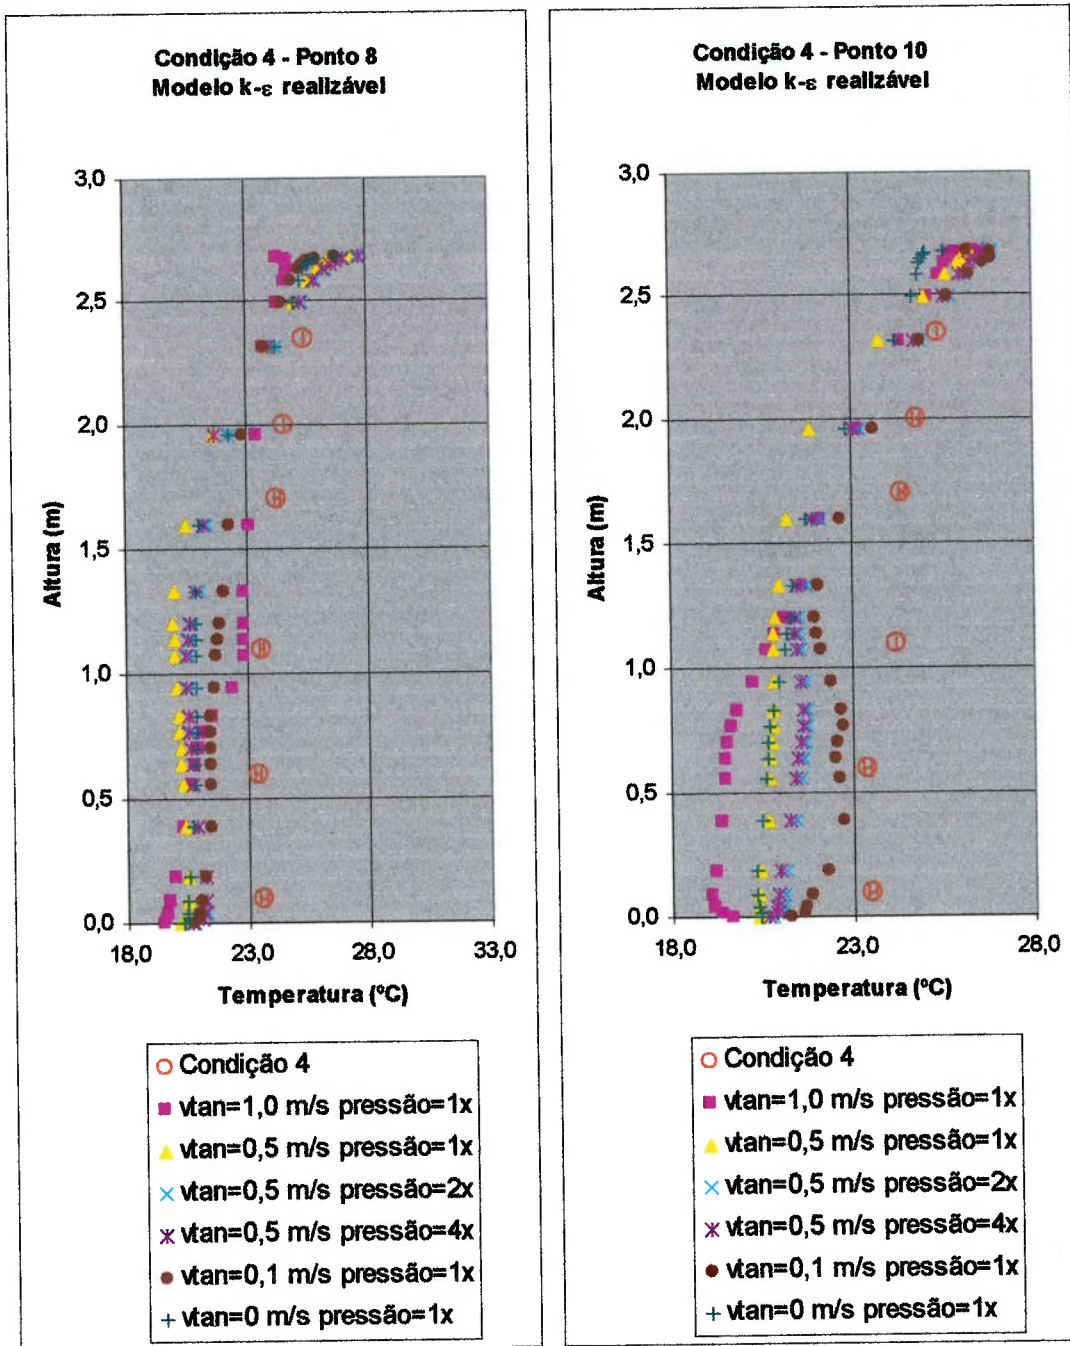 Condição 4 - Ponto 8
Modelo k-ε realizável
3,0
2,5
2,0
1,5
1,0
0,5
0,0
Altura (m)
18,0 23,0 28,0 33,0
Temperatura (ºC)
Condição 4
vtan=1,0 m/s pressão=1x
vtan=0,5 m/s pressão=1x
vtan=0,5 m/s pressão=2x
vtan=0,5 m/s pressão=4x
vtan=0,1 m/s pressão=1x
vtan=0 m/s pressão=1x
Condição 4 - Ponto 10
Modelo k-ε realizável
3,0
2,5
2,0
1,5
1,0
0,5
0,0
Altura (m)
18,0 23,0 28,0
Temperatura (ºC)
Condição 4
vtan=1,0 m/s pressão=1x
vtan=0,5 m/s pressão=1x
vtan=0,5 m/s pressão=2x
vtan=0,5 m/s pressão=4x
vtan=0,1 m/s pressão=1x
vtan=0 m/s pressão=1x